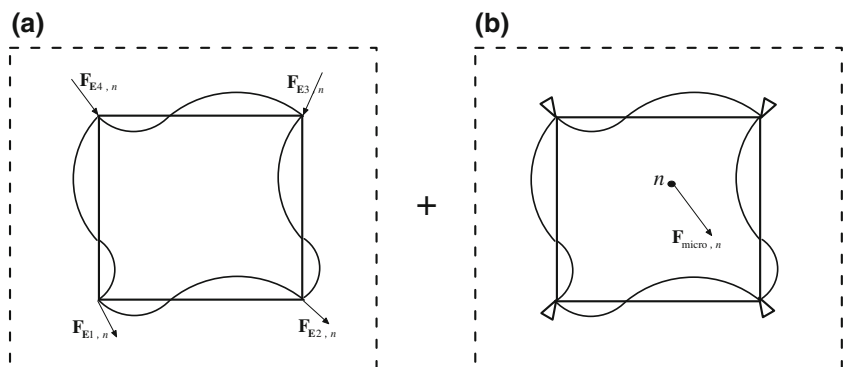 (a)
(b)
F_E4, n
F_E3, n
n
+
F_micro, n
F_E1, n
F_E2, n